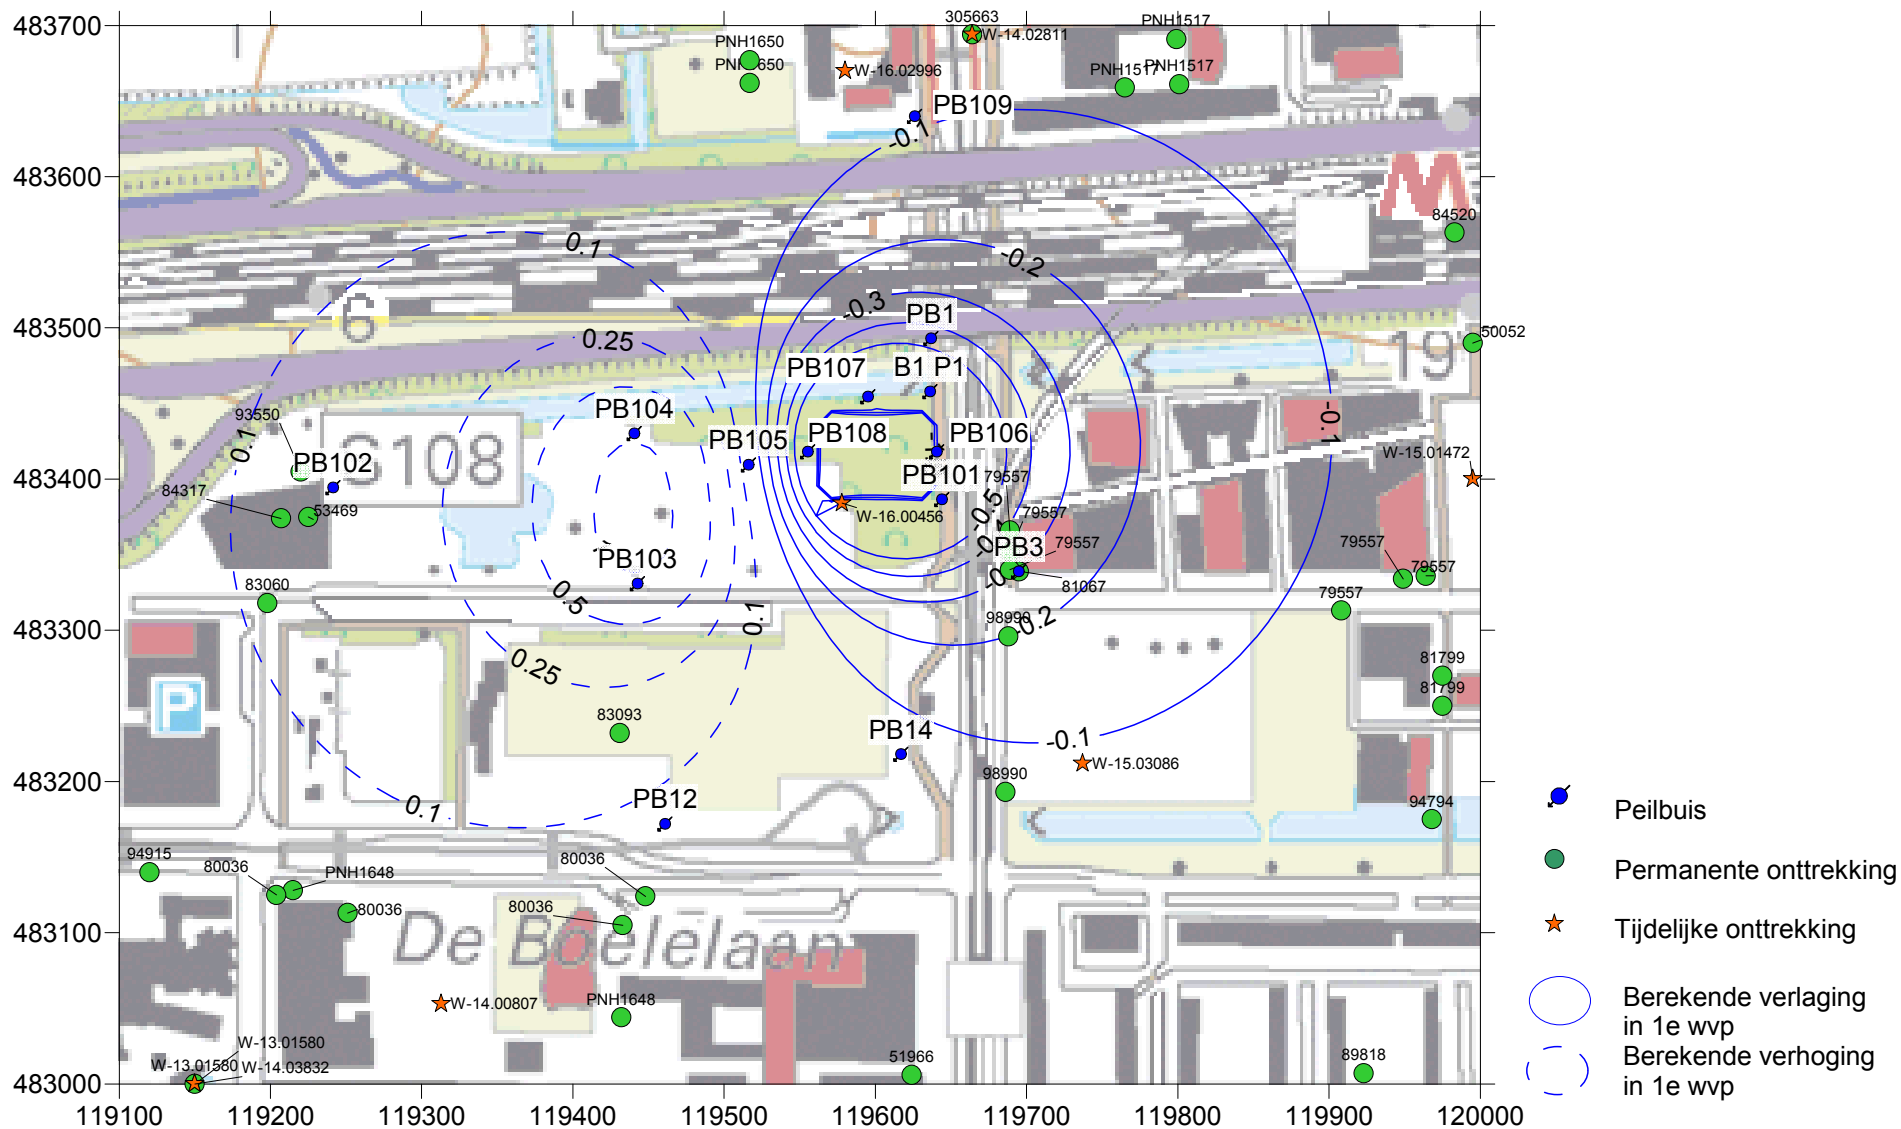 483700
483600
483500
483400
483300
483200
483100
483000
119100
119200
119300
119400
119500
119600
119700
119800
119900
120000
305663
W-14.02811
PNH1517
PNH1517
PNH1517
PNH1650
W-16.02996
PB109
-0.1
84520
0.1
-0.2
-0.3
PB1
50052
19
6
0.25
PB107
B1
P1
93550
0.1
PB104
S108
PB102
PB105
PB108
PB106
-0.1
W-15.01472
84317
53469
PB101
79557
W-16.00456
-0.5
79557
PB3
79557
81067
79557
79557
79557
PB103
0.5
83060
0.1
98990
-0.2
0.25
81799
81799
P
83093
PB14
-0.1
W-15.03086
98990
94794
0.1
PB12
94915
80036
PNH1648
80036
80036
80036
De Boelelaan
W-14.00807
PNH1648
W-13.01580
W-13.01580
W-14.03832
51966
89818
Peilbuis
Permanente onttrekking
Tijdelijke onttrekking
Berekende verlaging
in 1e wvp
Berekende verhoging
in 1e wvp